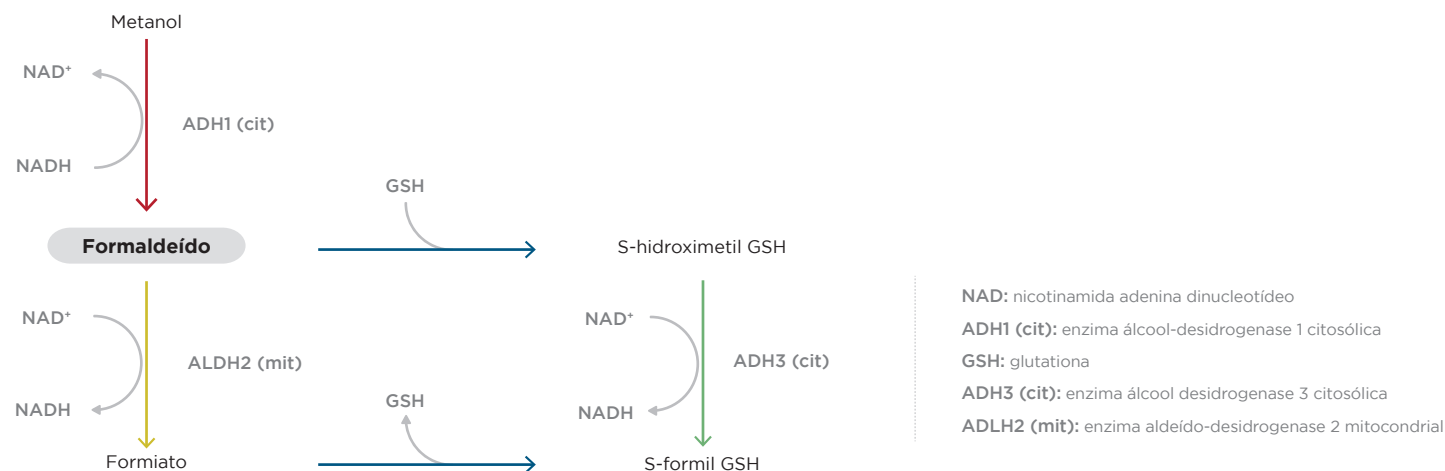 Metanol
NAD⁺
ADH1 (cit)
NADH
GSH
Formaldeído
S-hidroximetil GSH
NAD⁺
ALDH2 (mit)
NADH
GSH
NAD⁺
ADH3 (cit)
NADH
Formiato
S-formil GSH
NAD: nicotinamida adenina dinucleotídeo
ADH1 (cit): enzima álcool-desidrogenase 1 citosólica
GSH: glutationa
ADH3 (cit): enzima álcool desidrogenase 3 citosólica
ADLH2 (mit): enzima aldeído-desidrogenase 2 mitocondrial